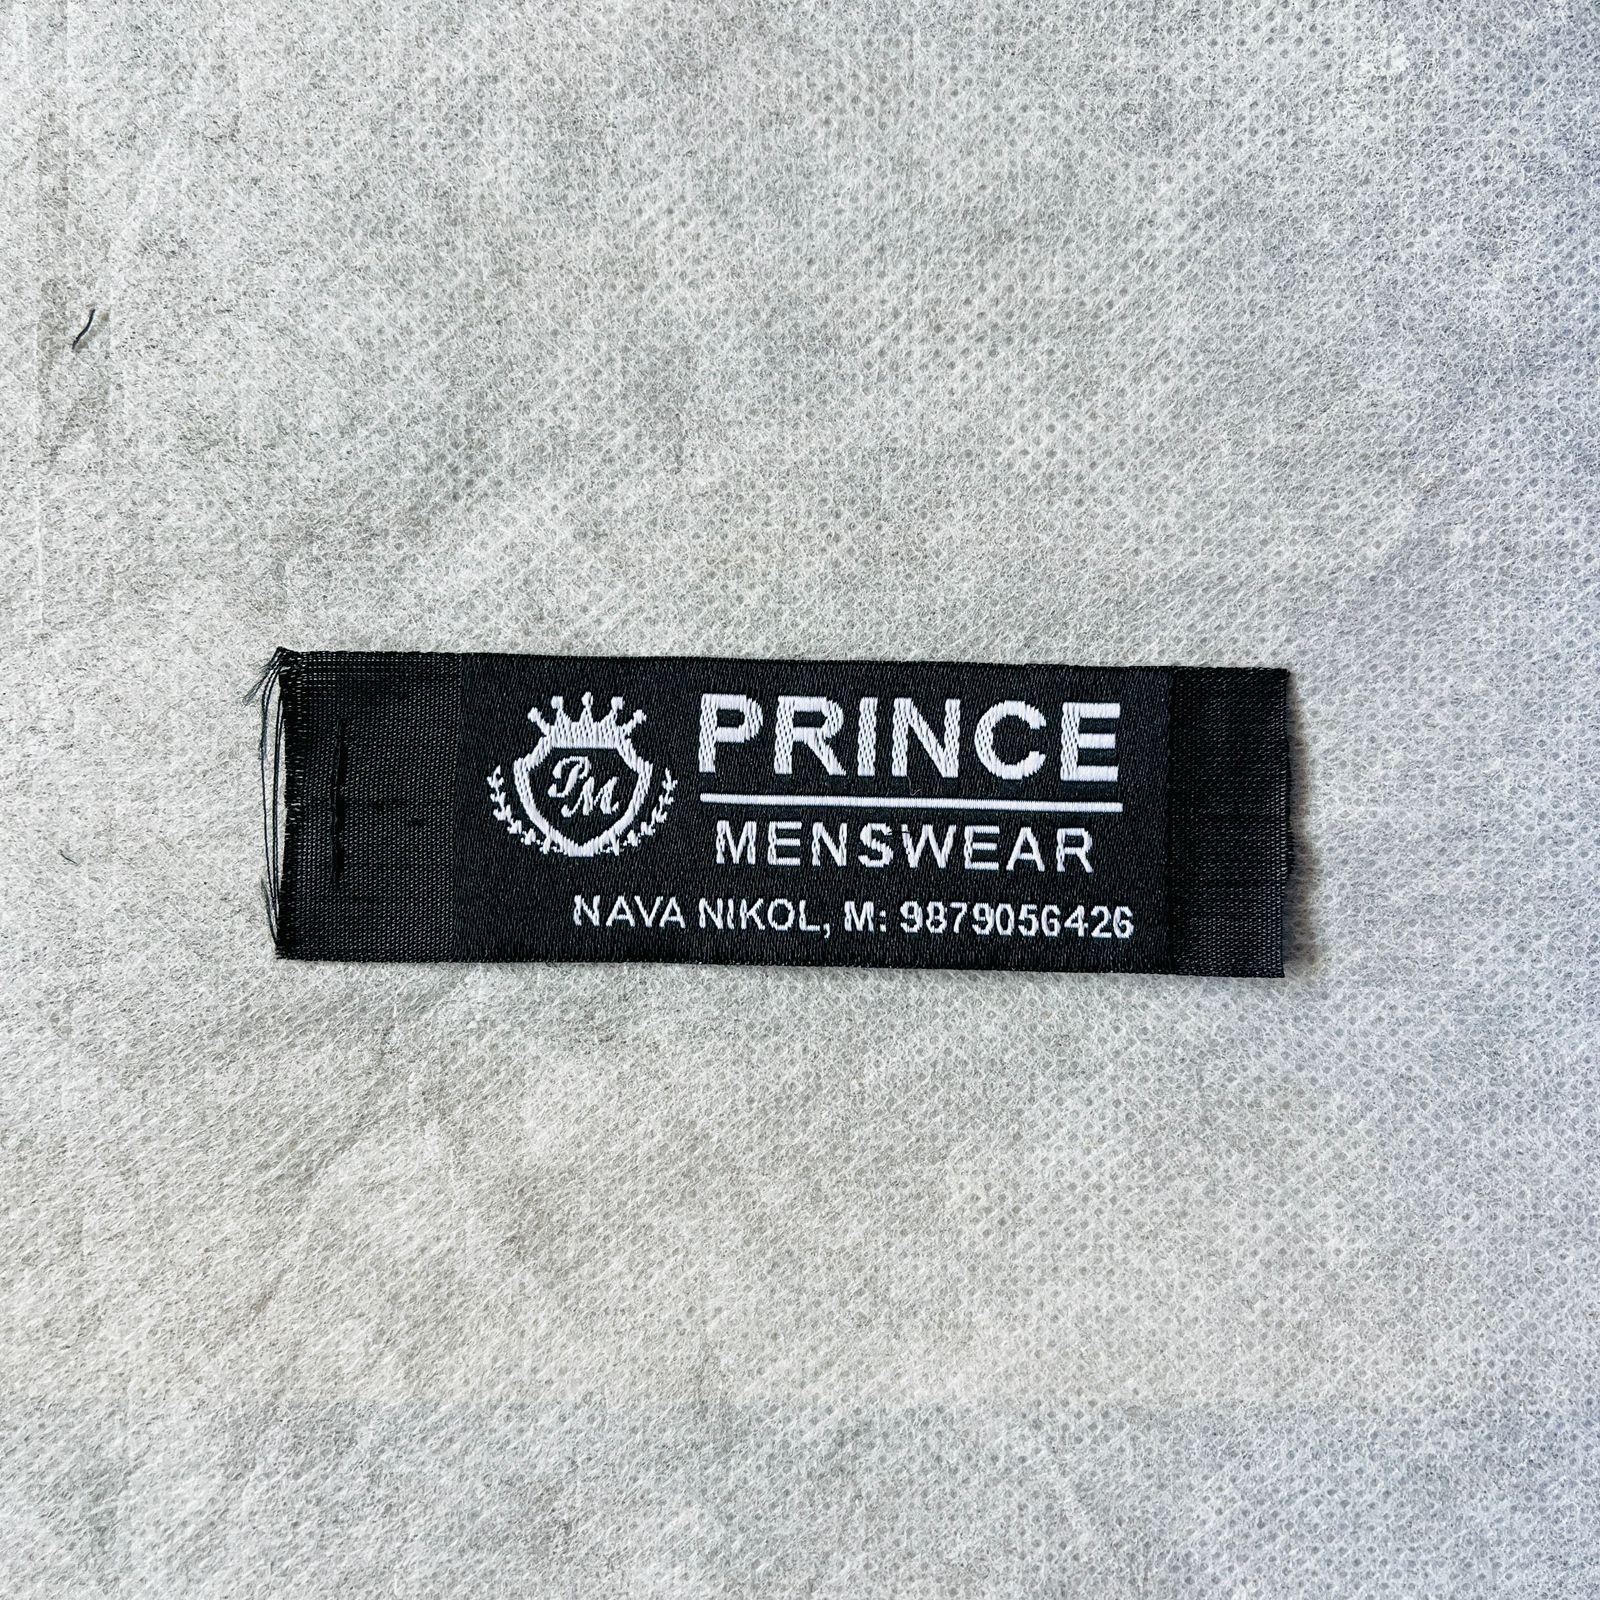 PM
PRINCE
MENSWEAR
NAVA NIKOL, M: 9879056426